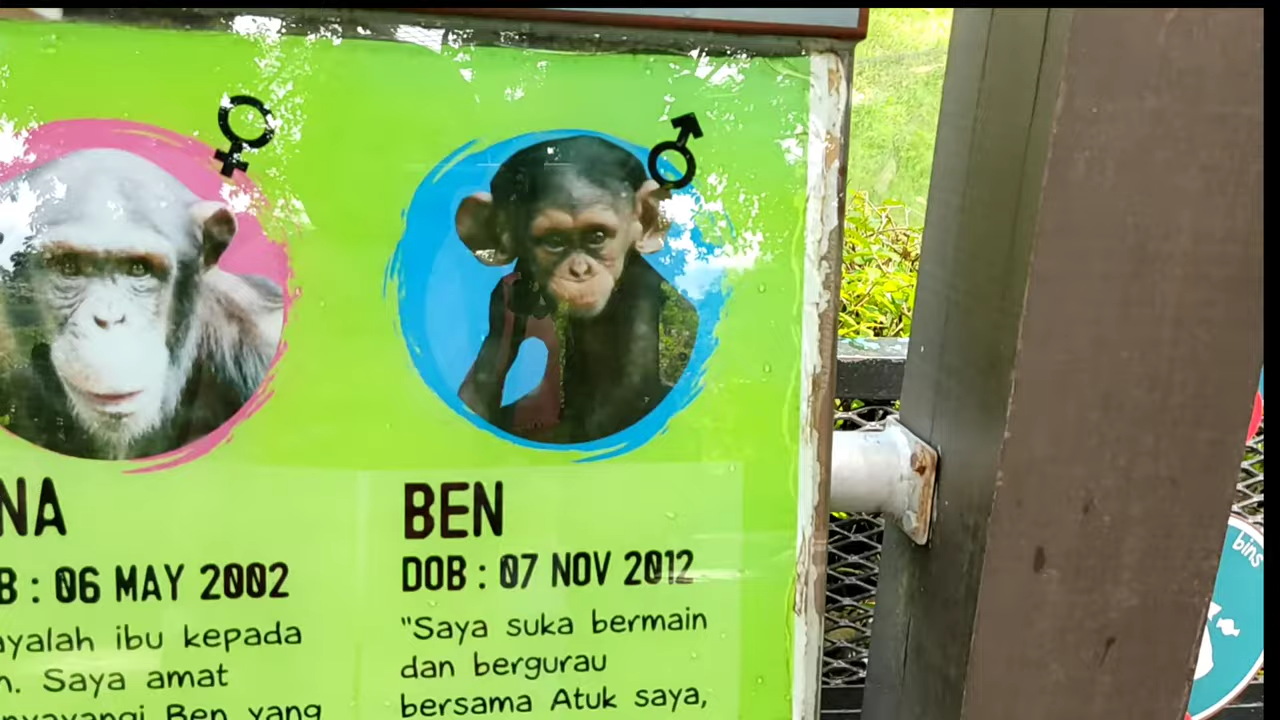 NA
B : 06 MAY 2002
yalah ibu kepada
n. Saya amat
nyayangi Ben yang
BEN
DOB : 07 NOV 2012
"Saya suka bermain
dan bergurau
bersama Atuk saya,
bins